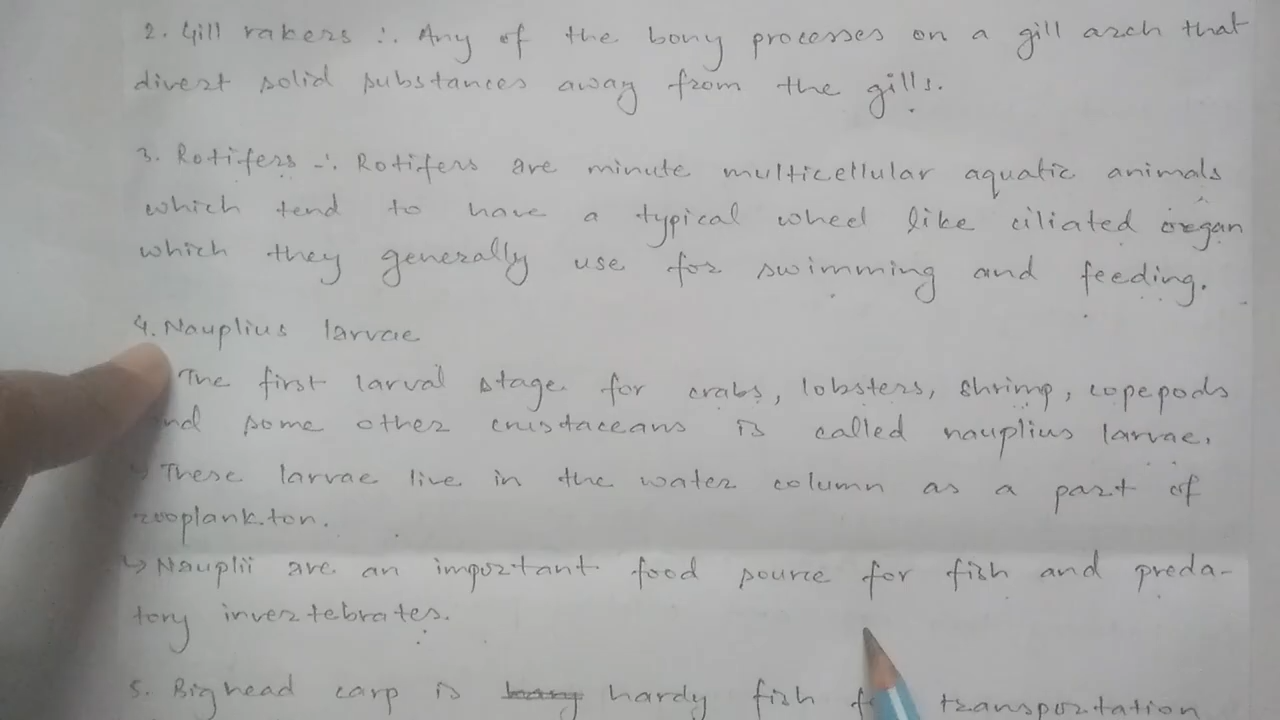 2. Gill rakers :. Any of the bony processes on a gill arch that
divert solid substances away from the gills.
3. Rotifers -: Rotifers are minute multicellular aquatic animals
which tend to have a typical wheel like ciliated organ
which they generally use for swimming and feeding.
4. Nauplius larvae
The first larval stage for crabs, lobsters, shrimp, copepods
nd some other crustaceans is called nauplius larvae.
↳ These larvae live in the water column as a part of
zooplankton.
↳ Nauplii are an important food source for fish and preda-
tory invertebrates.
5. Bighead carp is hardy fish transportation